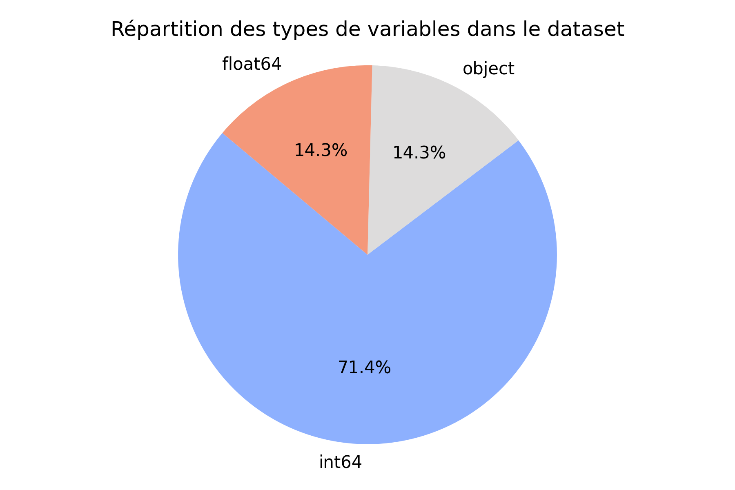 Répartition des types de variables dans le dataset
float64
object
14.3%
14.3%
71.4%
int64